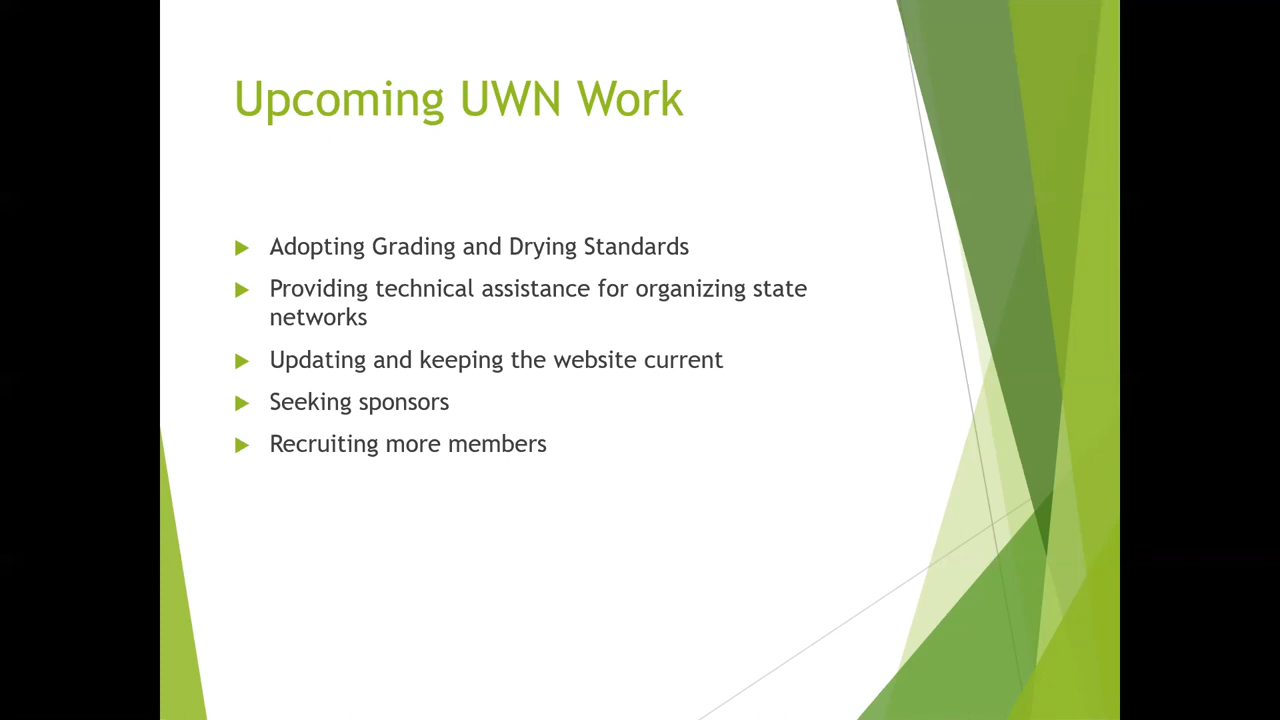 Upcoming UWN Work
Adopting Grading and Drying Standards
Providing technical assistance for organizing state
networks
Updating and keeping the website current
Seeking sponsors
Recruiting more members